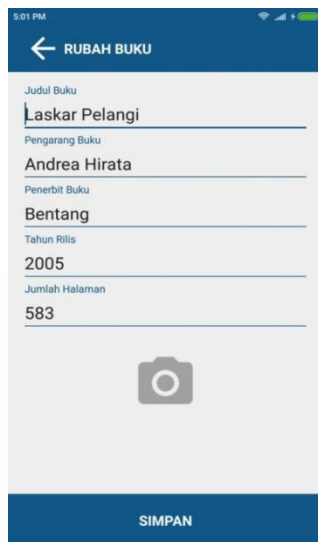 5:01 PM
RUBAH BUKU
Judul Buku
Laskar Pelangi
Pengarang Buku
Andrea Hirata
Penerbit Buku
Bentang
Tahun Rilis
2005
Jumlah Halaman
583
SIMPAN